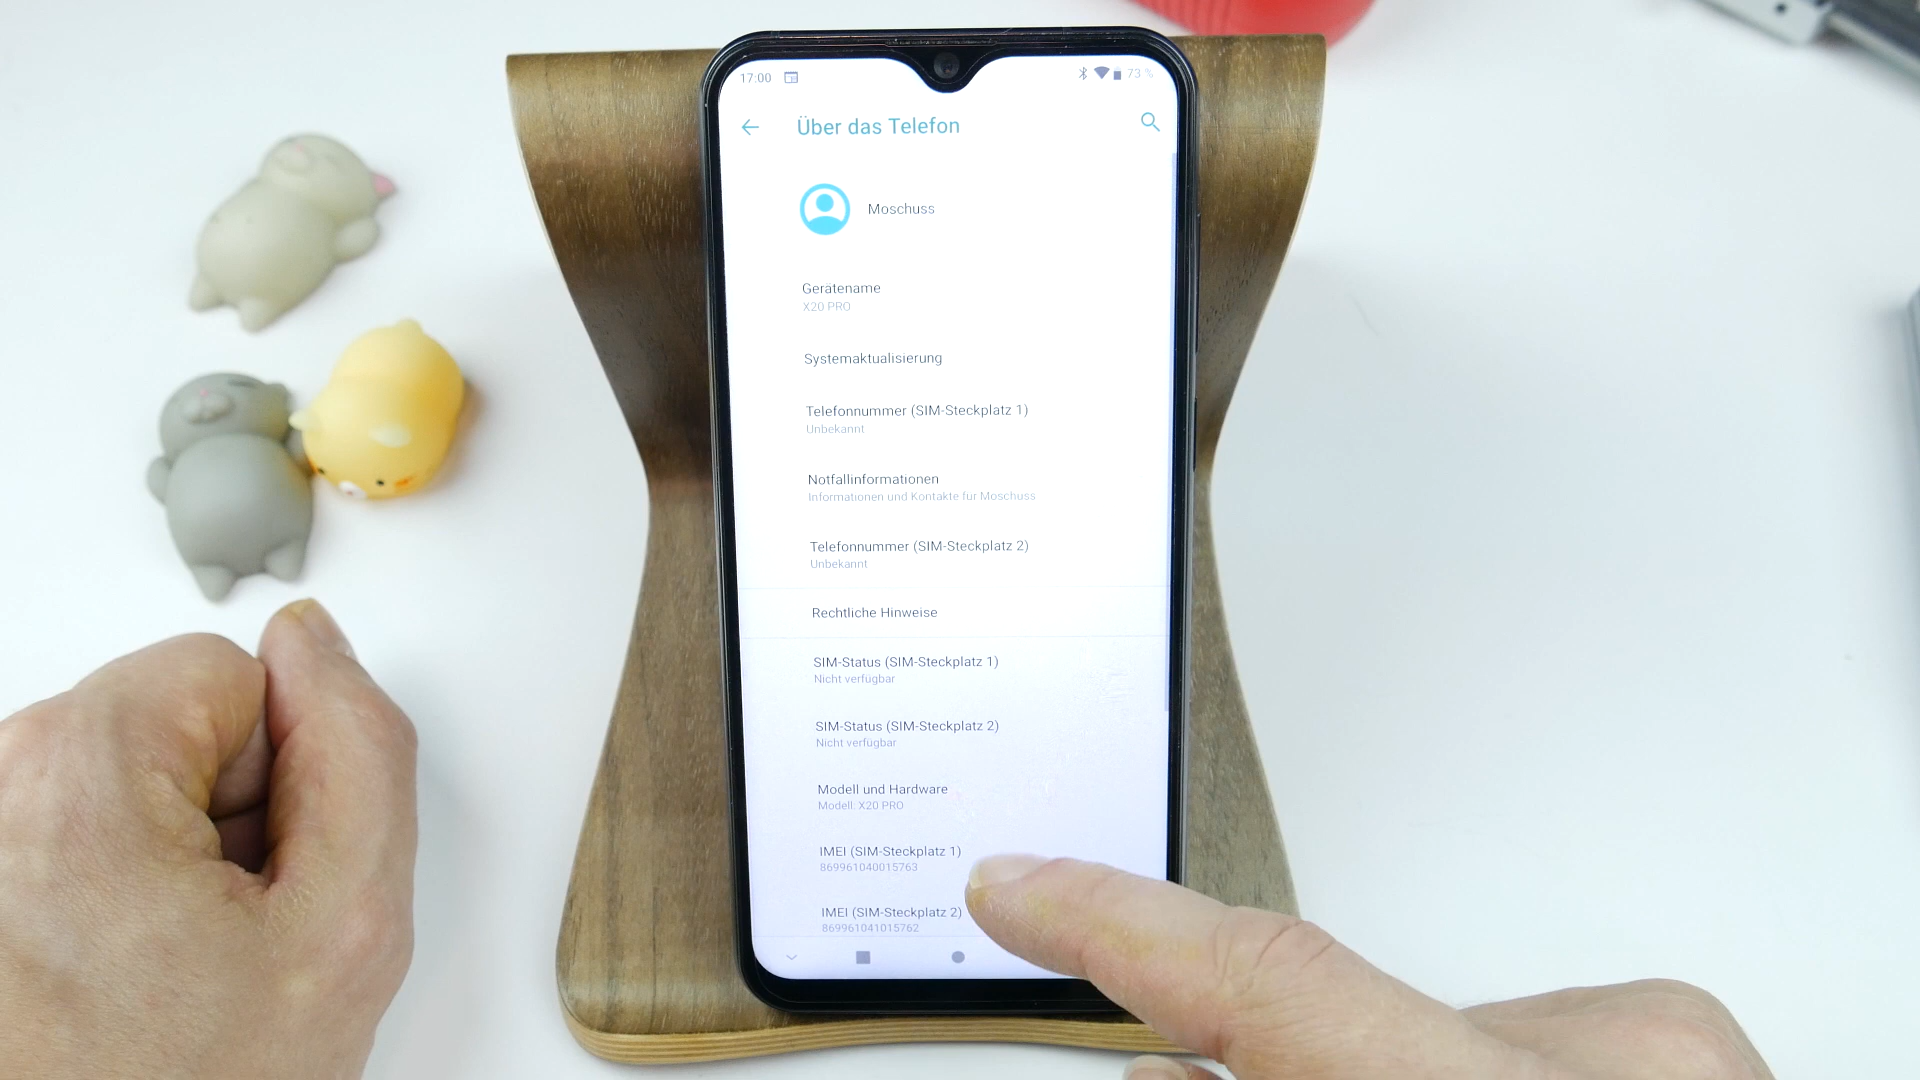 17:00
73 %
Über das Telefon
Moschuss
Gerätename
X20 PRO
Systemaktualisierung
Telefonnummer (SIM-Steckplatz 1)
Unbekannt
Notfallinformationen
Informationen und Kontakte für Moschuss
Telefonnummer (SIM-Steckplatz 2)
Unbekannt
Rechtliche Hinweise
SIM-Status (SIM-Steckplatz 1)
Nicht verfügbar
SIM-Status (SIM-Steckplatz 2)
Nicht verfügbar
Modell und Hardware
Modell: X20 PRO
IMEI (SIM-Steckplatz 1)
869961040015763
IMEI (SIM-Steckplatz 2)
869961041015762